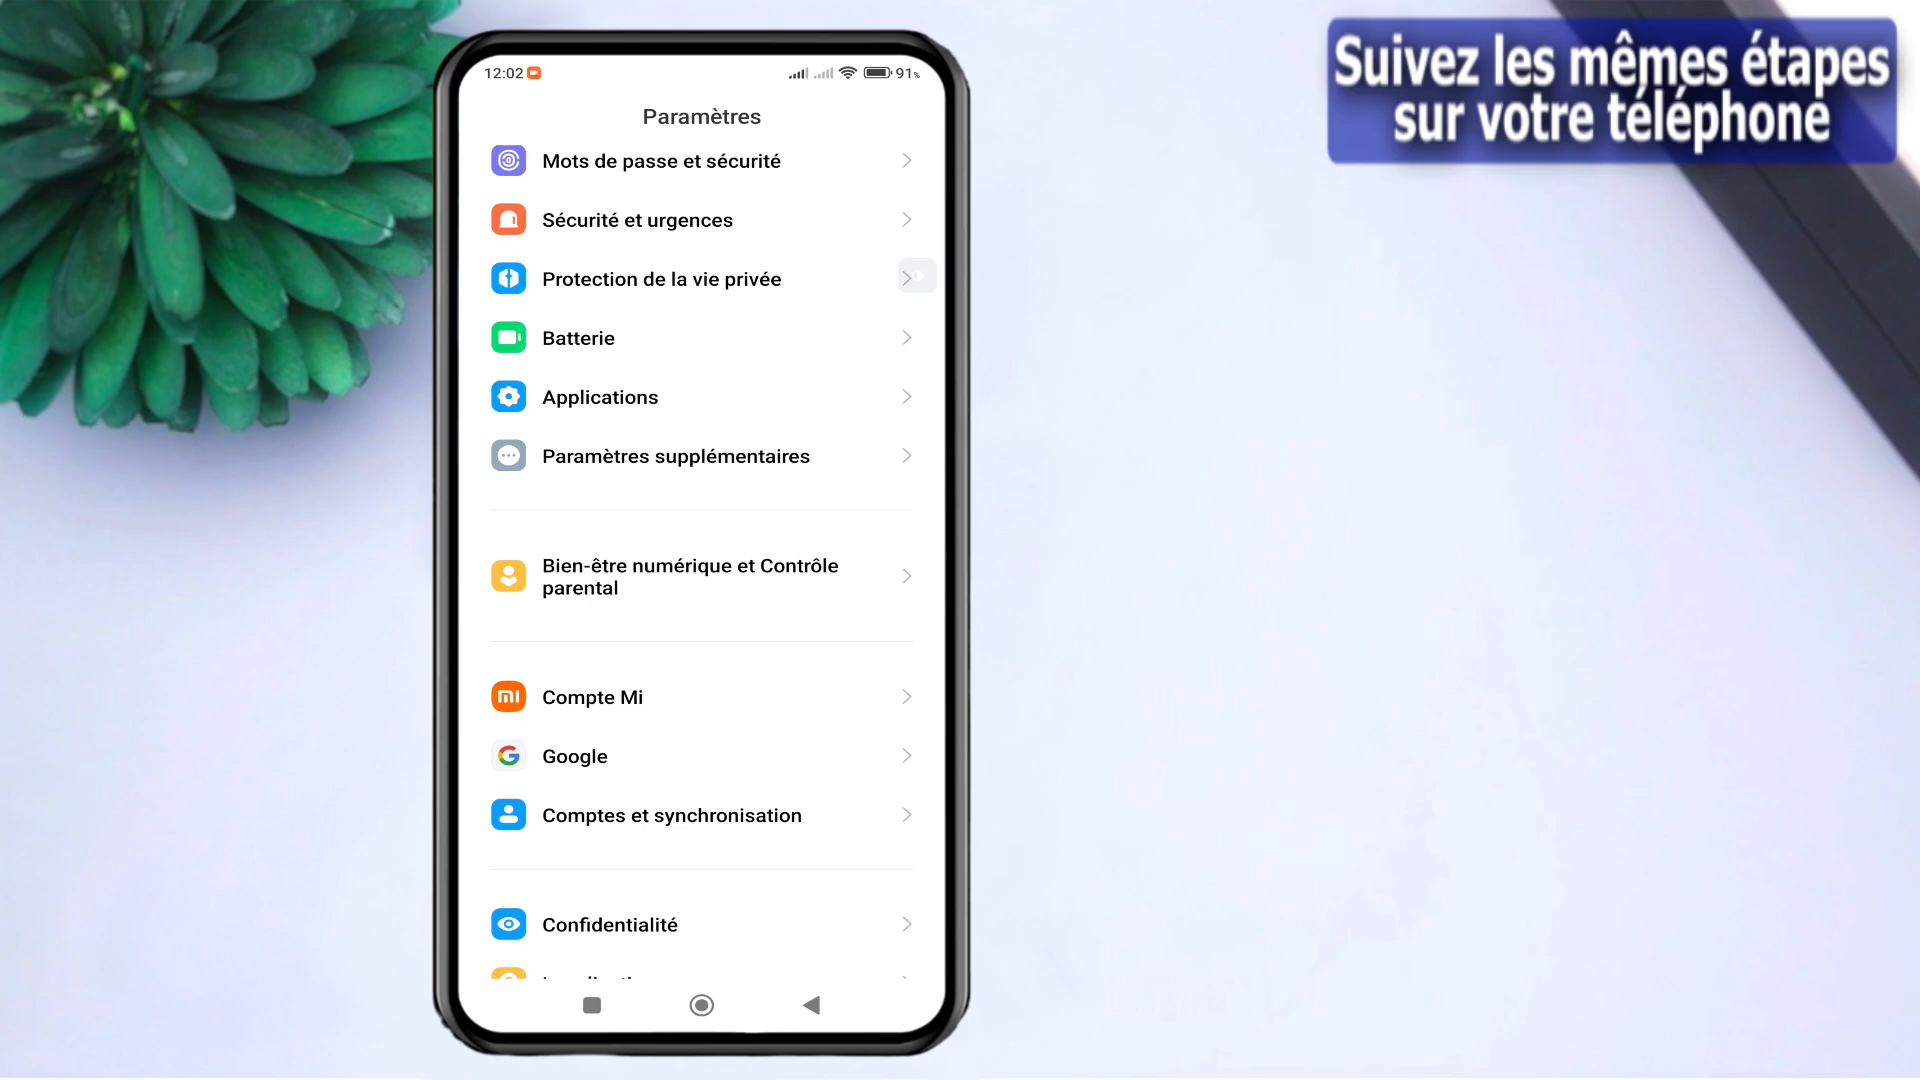 Suivez les mêmes étapes
sur votre téléphone
12:02
91%
Paramètres
Mots de passe et sécurité
Sécurité et urgences
Protection de la vie privée
Batterie
Applications
Paramètres supplémentaires
Bien-être numérique et Contrôle
parental
mi
Compte Mi
G
Google
Comptes et synchronisation
Confidentialité